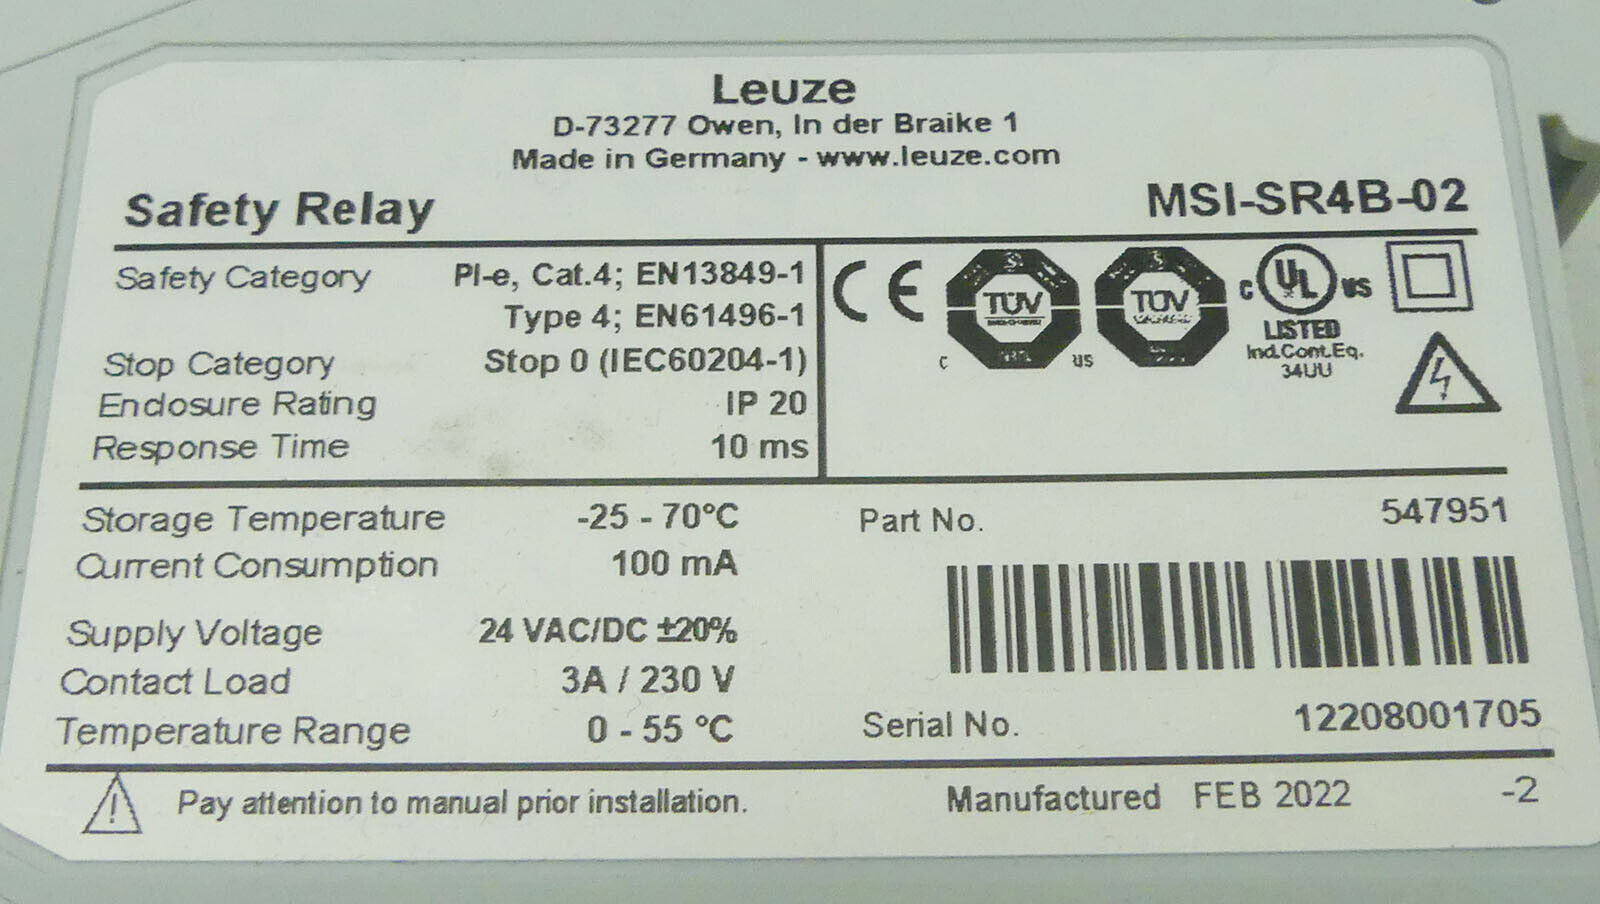 Leuze
D-73277 Owen, In der Braike 1
Made in Germany - www.leuze.com
Safety Relay MSI-SR4B-02
Safety Category Pl-e, Cat.4; EN13849-1
Type 4; EN61496-1
Stop Category Stop 0 (IEC60204-1)
Enclosure Rating IP 20
Response Time 10 ms
CE
TÜV
C US
TÜV
C UL US
LISTED
Ind.Cont.Eq.
34UU
Storage Temperature -25 - 70°C
Current Consumption 100 mA
Supply Voltage 24 VAC/DC ±20%
Contact Load 3A / 230 V
Temperature Range 0 - 55 °C
Part No. 547951
Serial No. 12208001705
Pay attention to manual prior installation.
Manufactured FEB 2022 -2